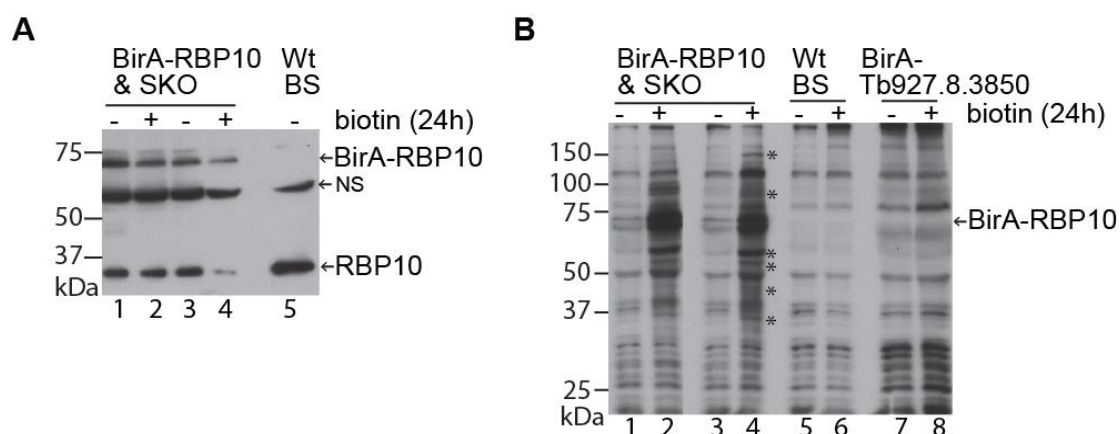 A
BirA-RBP10 & SKO
Wt BS
- + - + - biotin (24h)
75
←BirA-RBP10
←NS
50
37
←RBP10
kDa
1 2 3 4 5
B
BirA-RBP10 & SKO
Wt BS
BirA-Tb927.8.3850
- + - + - + - + biotin (24h)
150
*
100
*
75
←BirA-RBP10
*
*
50
*
37
*
25
kDa
1 2 3 4 5 6 7 8